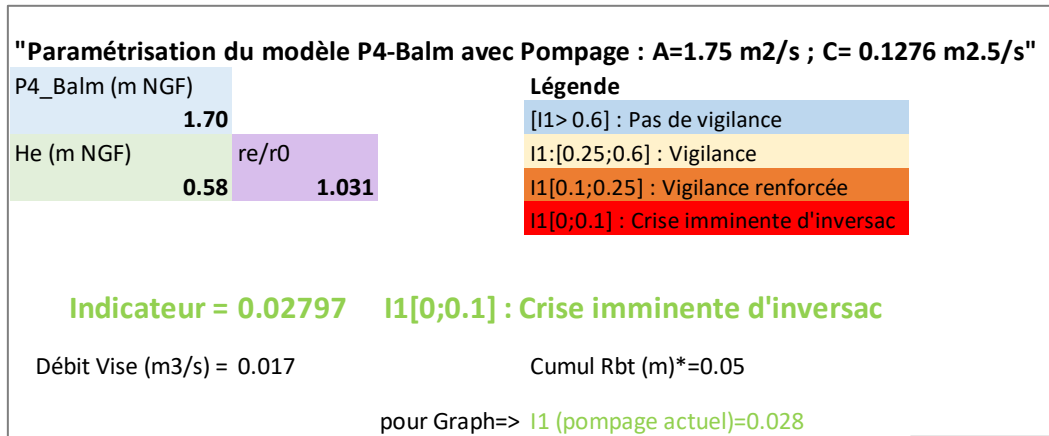 "Paramétrisation du modèle P4-Balm avec Pompage : A=1.75 m2/s ; C= 0.1276 m2.5/s"
P4_Balm (m NGF) Légende
1.70 [I1> 0.6] : Pas de vigilance
He (m NGF) re/r0 I1:[0.25;0.6] : Vigilance
0.58 1.031 I1[0.1;0.25] : Vigilance renforcée
I1[0;0.1] : Crise imminente d'inversac
Indicateur = 0.02797 I1[0;0.1] : Crise imminente d'inversac
Débit Vise (m3/s) = 0.017 Cumul Rbt (m)*=0.05
pour Graph=> I1 (pompage actuel)=0.028